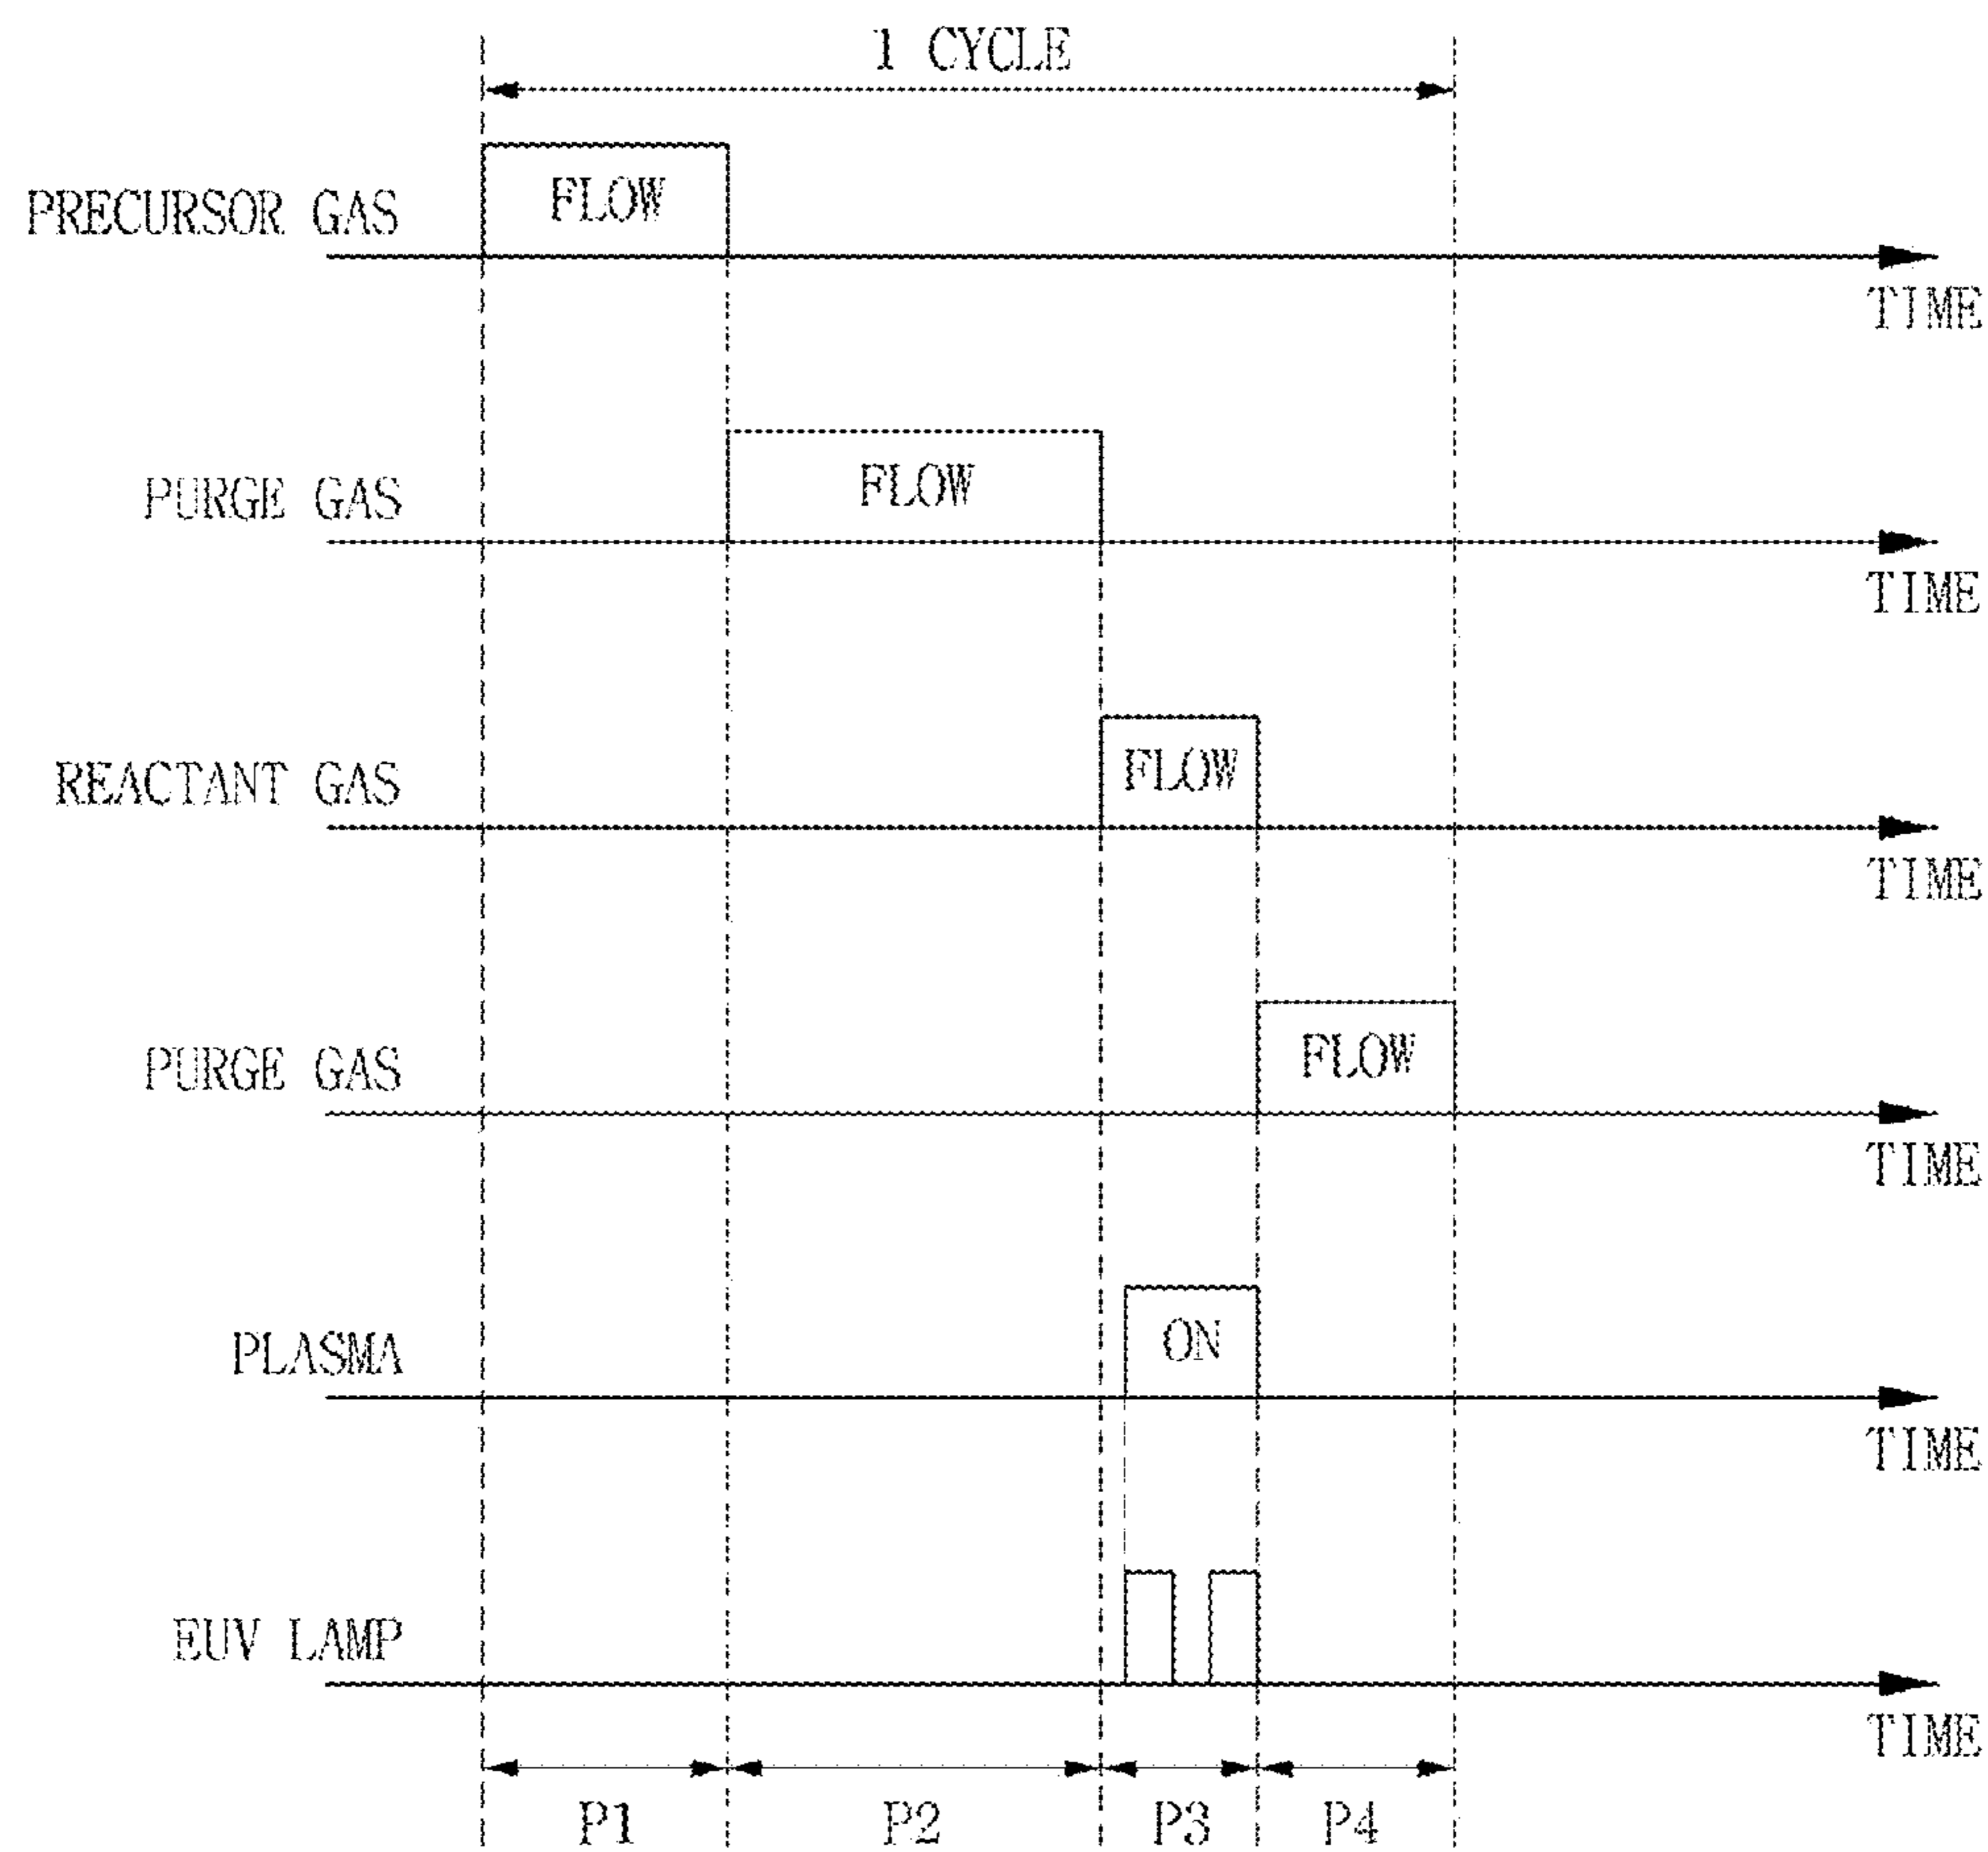 1 CYCLE
PRECURSOR GAS
FLOW
TIME
PURGE GAS
FLOW
TIME
REACTANT GAS
FLOW
TIME
PURGE GAS
FLOW
TIME
PLASMA
ON
TIME
EUV LAMP
TIME
P1 P2 P3 P4